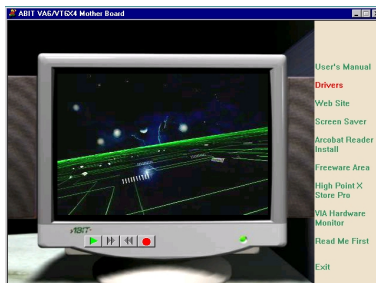 ABIT VA6/VT6X4 Mother Board
User's Manual
Drivers
Web Site
Screen Saver
Arcobat Reader
Install
Freeware Area
High Point X
Store Pro
VIA Hardware
Monitor
Read Me First
Exit
ABIT